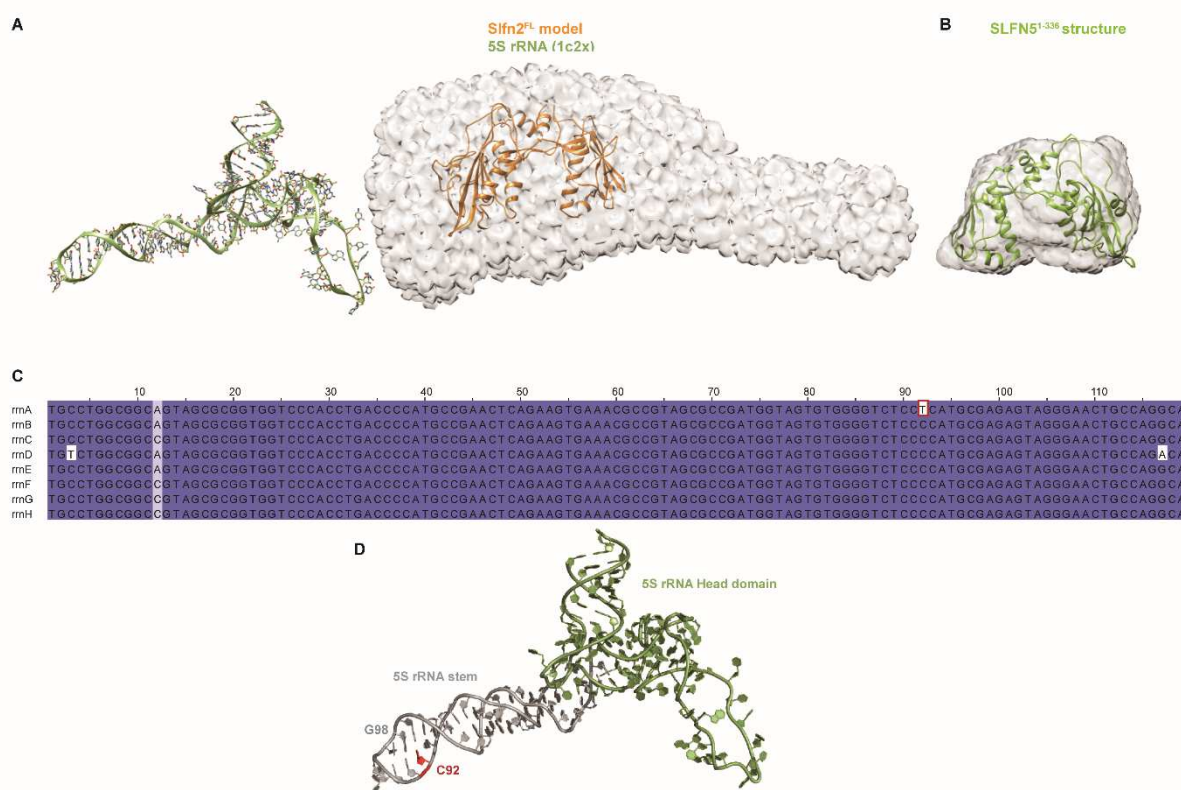 A
Slfn2FL model
5S rRNA (1c2x)
B
SLFN51-336 structure
C
10 20 30 40 50 60 70 80 90 100 110
rrnA TGCCTGGCGGCAGTAGCGCGGTGGTCCCACCTGACCCCATGCCGAACTCAGAAGTGAAACGCCGTAGCGCCGATGGTAGTGTGGGGTCTCCTCATGCGAGAGTAGGGAACTGCCAGGCA
rrnB TGCCTGGCGGCAGTAGCGCGGTGGTCCCACCTGACCCCATGCCGAACTCAGAAGTGAAACGCCGTAGCGCCGATGGTAGTGTGGGGTCTCCCCATGCGAGAGTAGGGAACTGCCAGGCA
rrnC TGCCTGGCGGCCGTAGCGCGGTGGTCCCACCTGACCCCATGCCGAACTCAGAAGTGAAACGCCGTAGCGCCGATGGTAGTGTGGGGTCTCCCCATGCGAGAGTAGGGAACTGCCAGGCA
rrnD TGTCTGGCGGCAGTAGCGCGGTGGTCCCACCTGACCCCATGCCGAACTCAGAAGTGAAACGCCGTAGCGCCGATGGTAGTGTGGGGTCTCCCCATGCGAGAGTAGGGAACTGCCAGACA
rrnE TGCCTGGCGGCAGTAGCGCGGTGGTCCCACCTGACCCCATGCCGAACTCAGAAGTGAAACGCCGTAGCGCCGATGGTAGTGTGGGGTCTCCCCATGCGAGAGTAGGGAACTGCCAGGCA
rrnF TGCCTGGCGGCCGTAGCGCGGTGGTCCCACCTGACCCCATGCCGAACTCAGAAGTGAAACGCCGTAGCGCCGATGGTAGTGTGGGGTCTCCCCATGCGAGAGTAGGGAACTGCCAGGCA
rrnG TGCCTGGCGGCCGTAGCGCGGTGGTCCCACCTGACCCCATGCCGAACTCAGAAGTGAAACGCCGTAGCGCCGATGGTAGTGTGGGGTCTCCCCATGCGAGAGTAGGGAACTGCCAGGCA
rrnH TGCCTGGCGGCCGTAGCGCGGTGGTCCCACCTGACCCCATGCCGAACTCAGAAGTGAAACGCCGTAGCGCCGATGGTAGTGTGGGGTCTCCCCATGCGAGAGTAGGGAACTGCCAGGCA
D
5S rRNA Head domain
5S rRNA stem
G98
C92